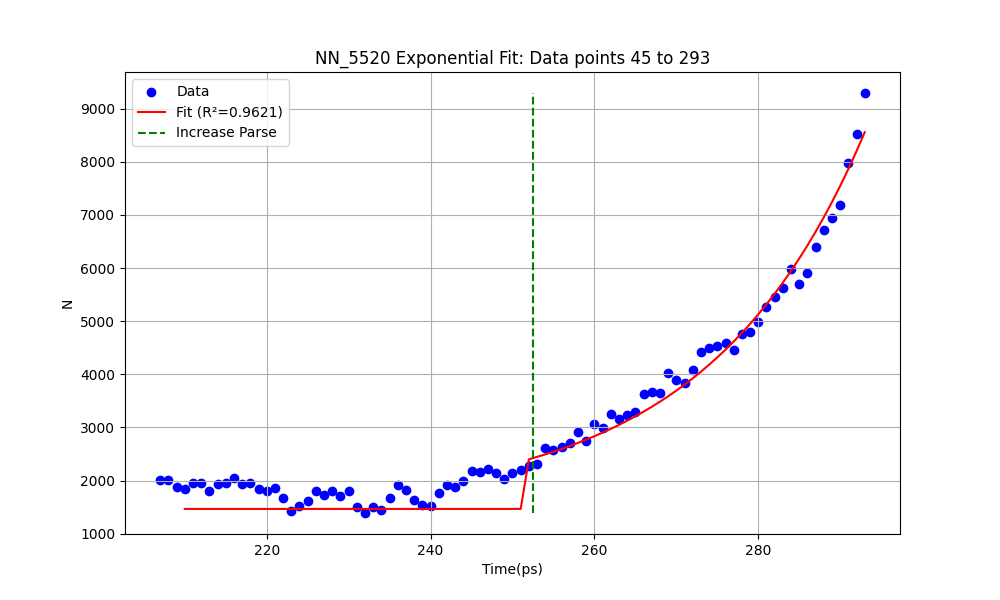 NN_5520 Exponential Fit: Data points 45 to 293
Data
Fit (R²=0.9621)
Increase Parse
9000
8000
7000
6000
5000
4000
3000
2000
1000
N
220
240
260
280
Time(ps)